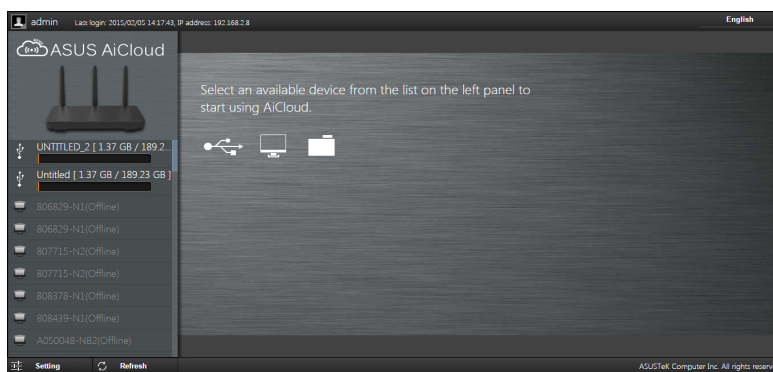 admin Last login: 2015/02/05 14:17:43, IP address: 192.168.2.8
English
ASUS AiCloud
Select an available device from the list on the left panel to
start using AiCloud.
UNTITLED_2 [ 1.37 GB / 189.2...
Untitled [ 1.37 GB / 189.23 GB ]
806829-N1(Offline)
806829-N1(Offline)
807715-N2(Offline)
807715-N2(Offline)
808378-N1(Offline)
808439-N1(Offline)
A050048-NB2(Offline)
Setting Refresh
ASUSTeK Computer Inc. All rights reserv